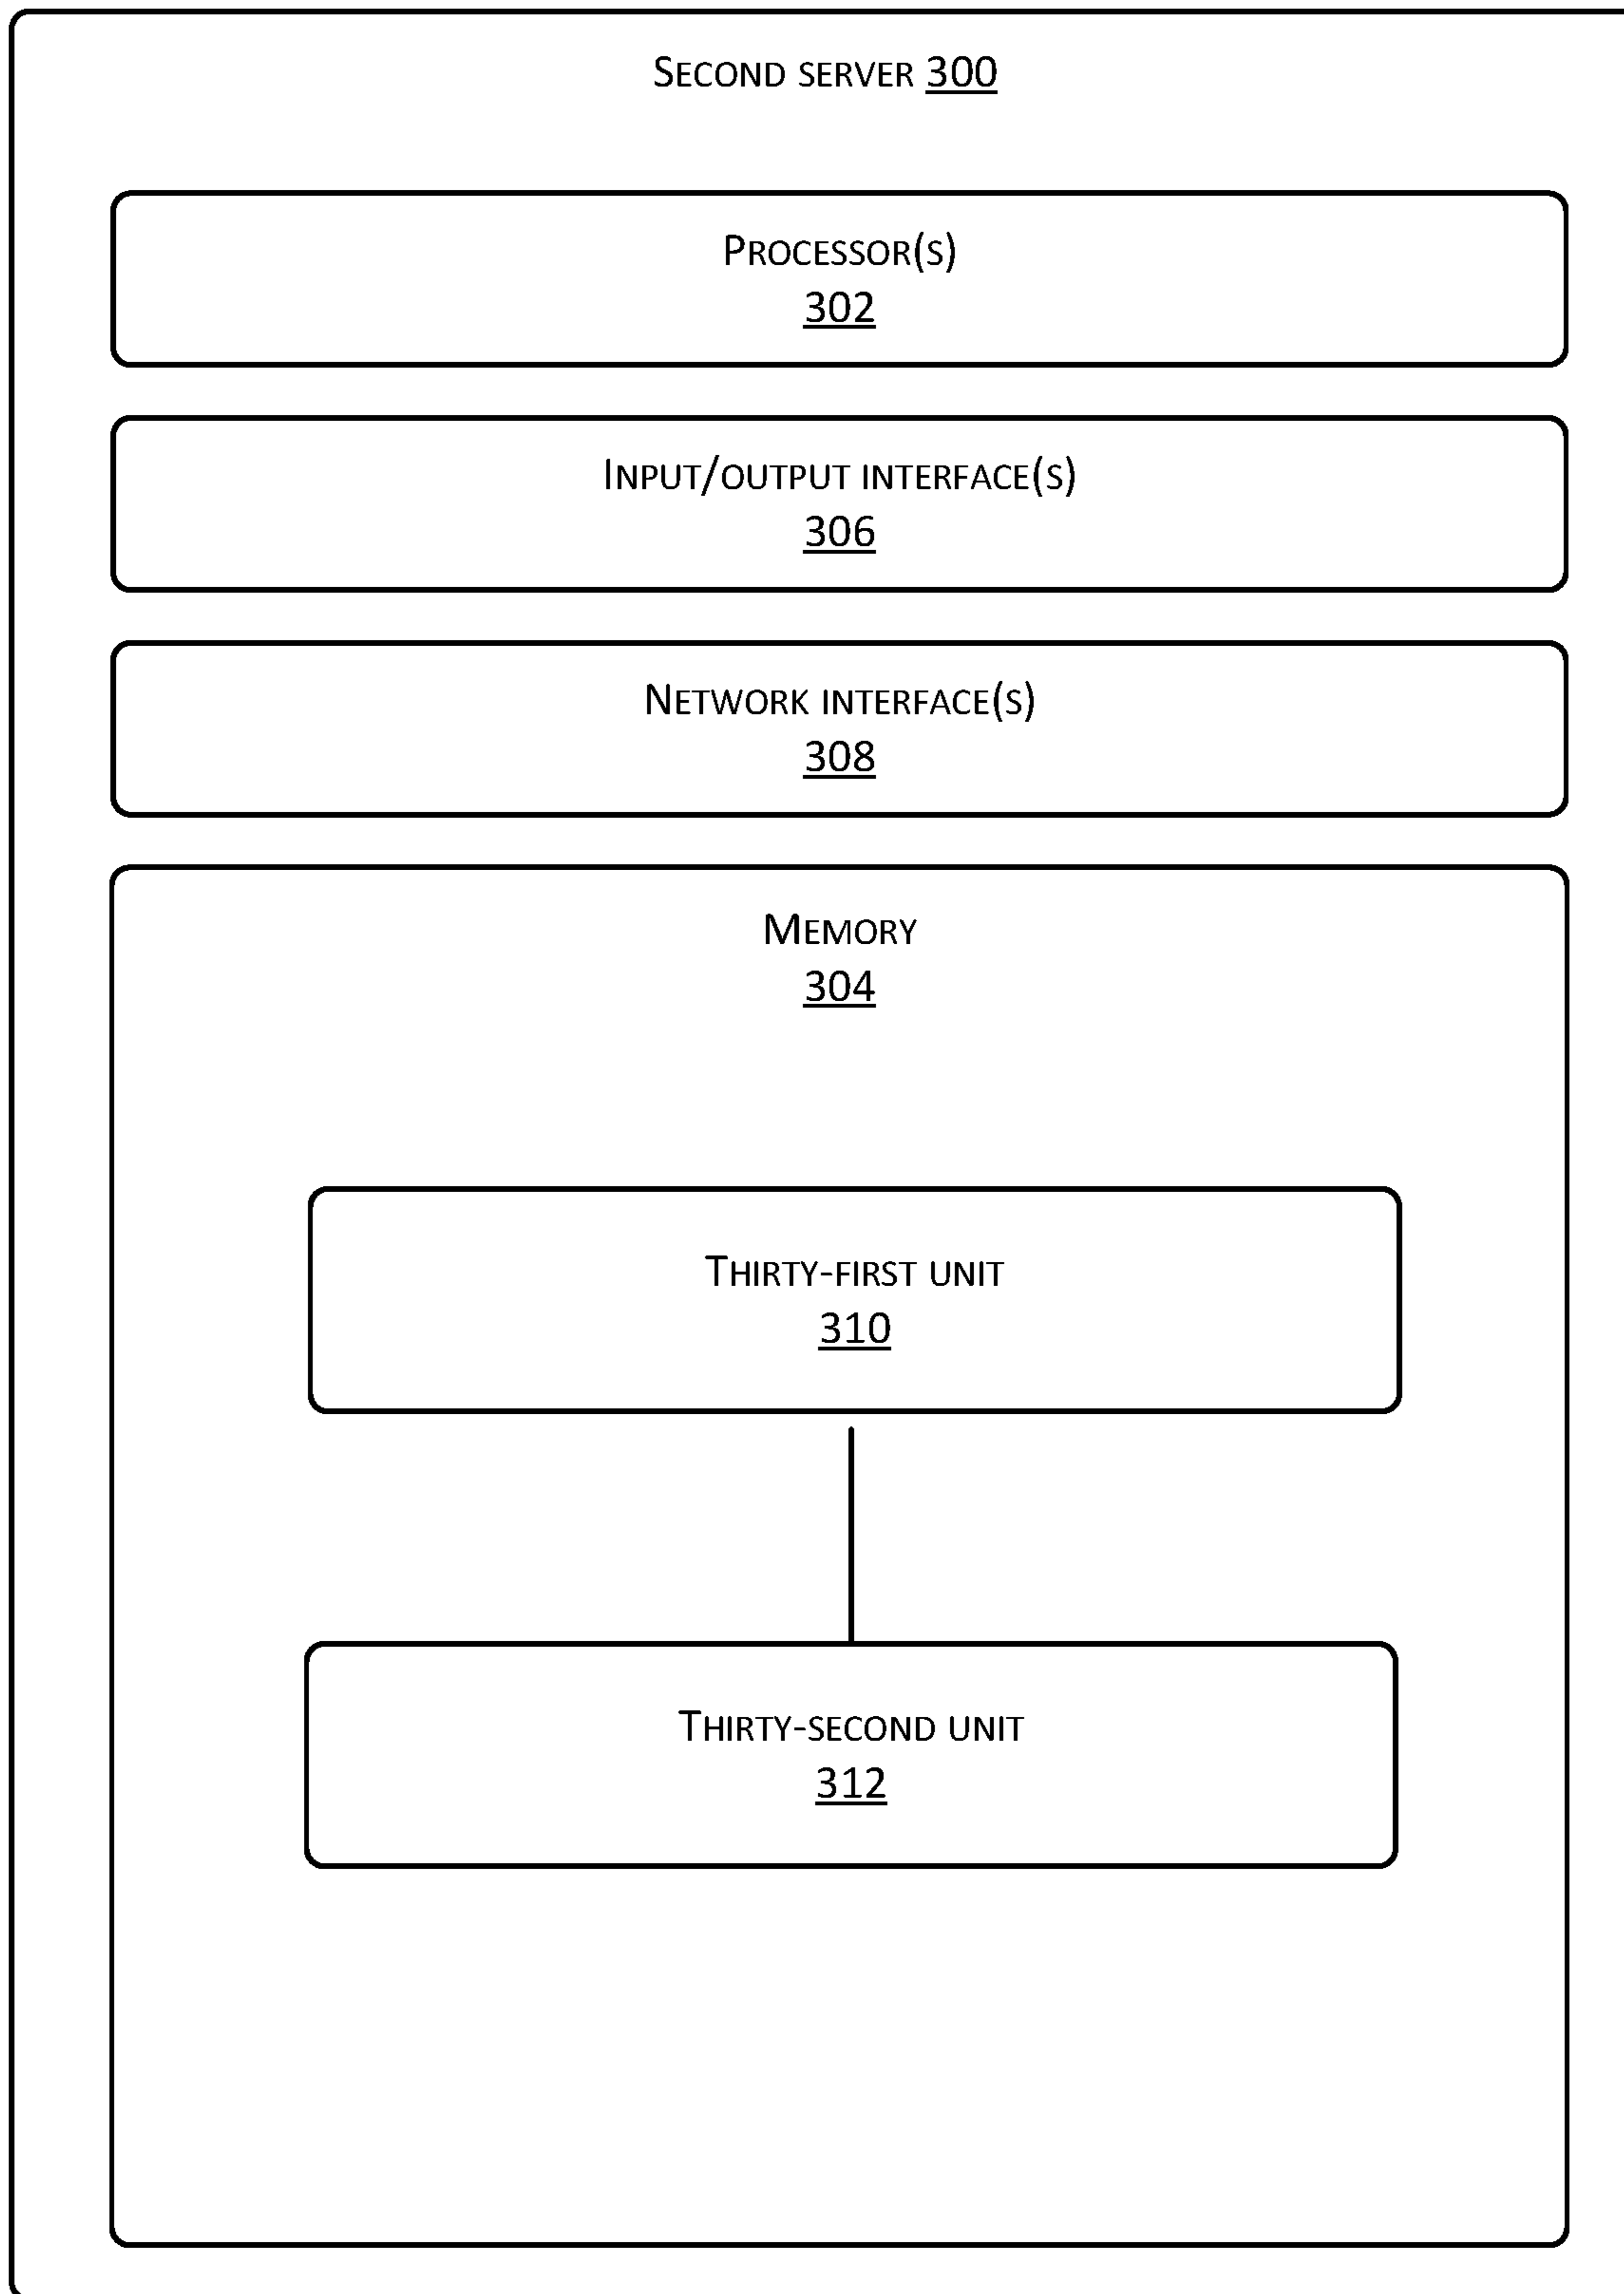 Second server 300
Processor(s)
302
Input/output interface(s)
306
Network interface(s)
308
Memory
304
Thirty-first unit
310
Thirty-second unit
312